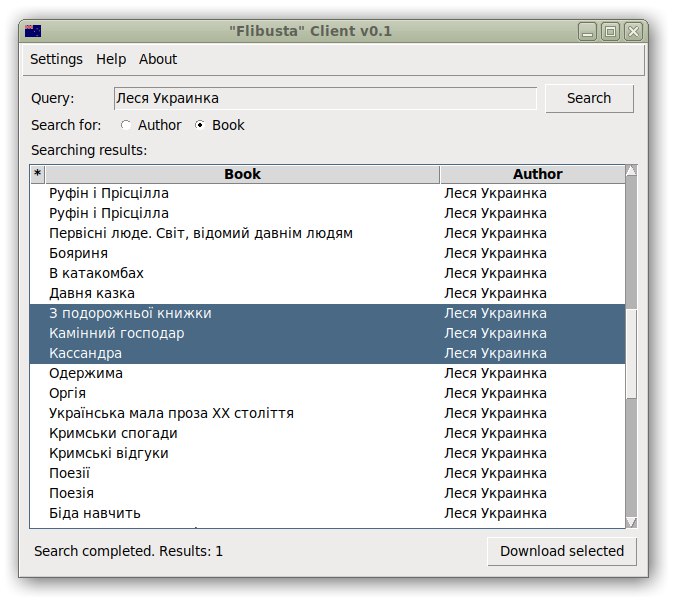 "Flibusta" Client v0.1
Settings Help About
Query: Леся Украинка Search
Search for: Author Book
Searching results:
* Book Author
Руфін і Прісцілла Леся Украинка
Руфін і Прісцілла Леся Украинка
Первісні люде. Світ, відомий давнім людям Леся Украинка
Бояриня Леся Украинка
В катакомбах Леся Украинка
Давня казка Леся Украинка
З подорожньої книжки Леся Украинка
Камінний господар Леся Украинка
Кассандра Леся Украинка
Одержима Леся Украинка
Оргія Леся Украинка
Українська мала проза XX століття Леся Украинка
Кримськи спогади Леся Украинка
Кримські відгуки Леся Украинка
Поезії Леся Украинка
Поезія Леся Украинка
Біда навчить Леся Украинка
Search completed. Results: 1 Download selected